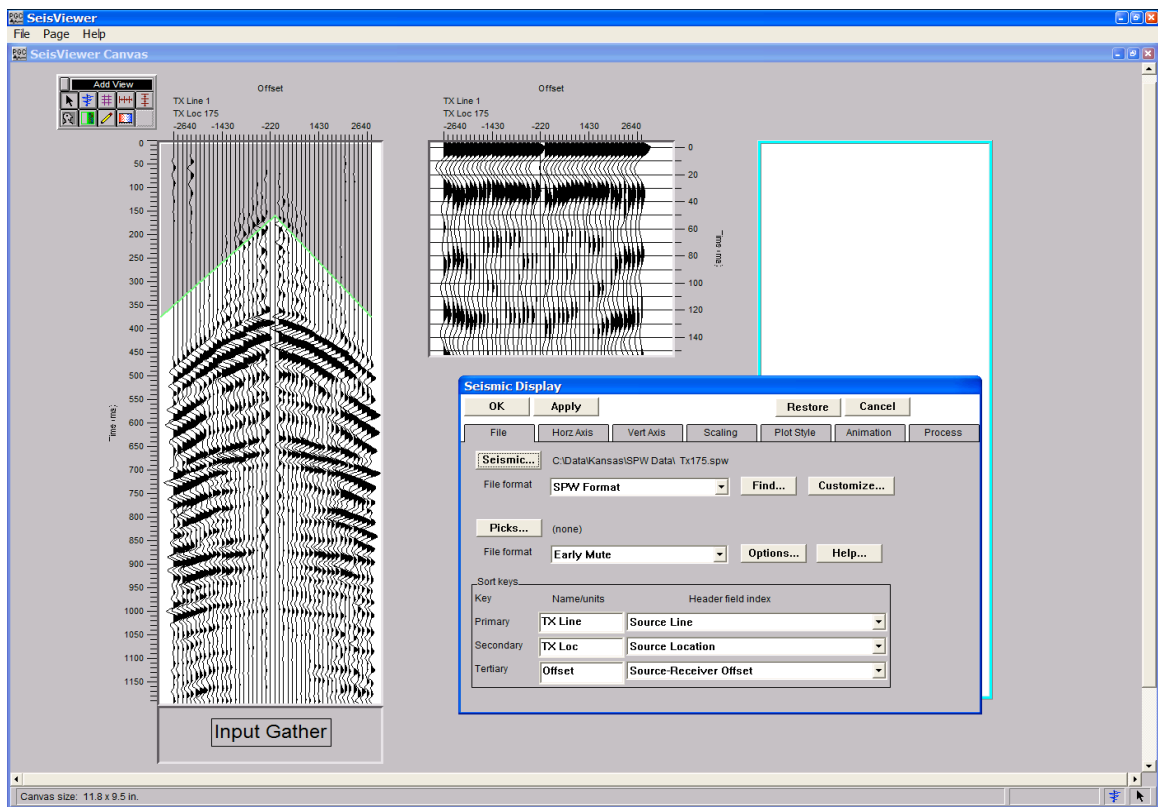 PGC SeisViewer
File Page Help
PGC SeisViewer Canvas
Add View
Offset
TX Line 1
TX Loc 175
-2640 -1430 -220 1430 2640
0
50
100
150
200
250
300
350
400
450
500
550
600
650
700
750
800
850
900
950
1000
1050
1100
1150
Time (ms)
Input Gather
Offset
TX Line 1
TX Loc 175
-2640 -1430 -220 1430 2640
0
20
40
60
80
100
120
140
Time (ms)
Seismic Display
OK Apply Restore Cancel
File Horz Axis Vert Axis Scaling Plot Style Animation Process
Seismic... C:\Data\Kansas\SPW Data\ Tx175.spw
File format SPW Format Find... Customize...
Picks... (none)
File format Early Mute Options... Help...
Sort keys
Key Name/units Header field index
Primary TX Line Source Line
Secondary TX Loc Source Location
Tertiary Offset Source-Receiver Offset
Canvas size: 11.8 x 9.5 in.